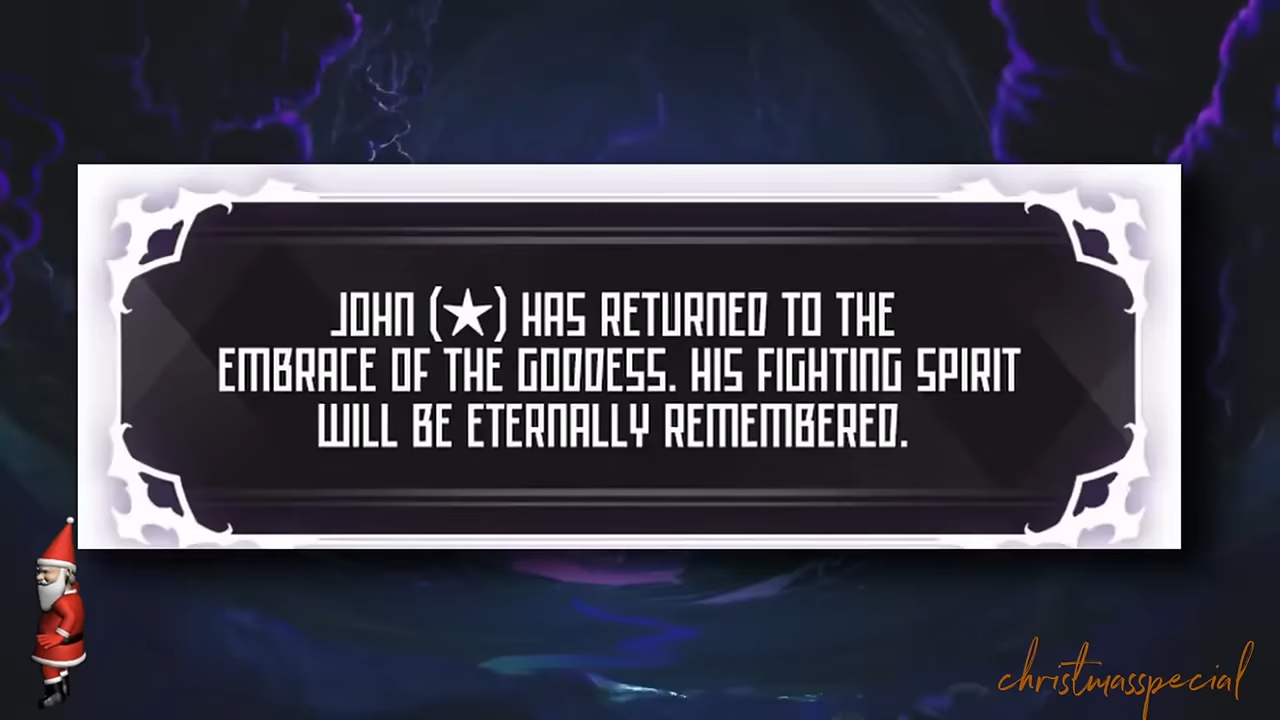 JOHN (★) HAS RETURNED TO THE
EMBRACE OF THE GODDESS. HIS FIGHTING SPIRIT
WILL BE ETERNALLY REMEMBERED.
christmasspecial